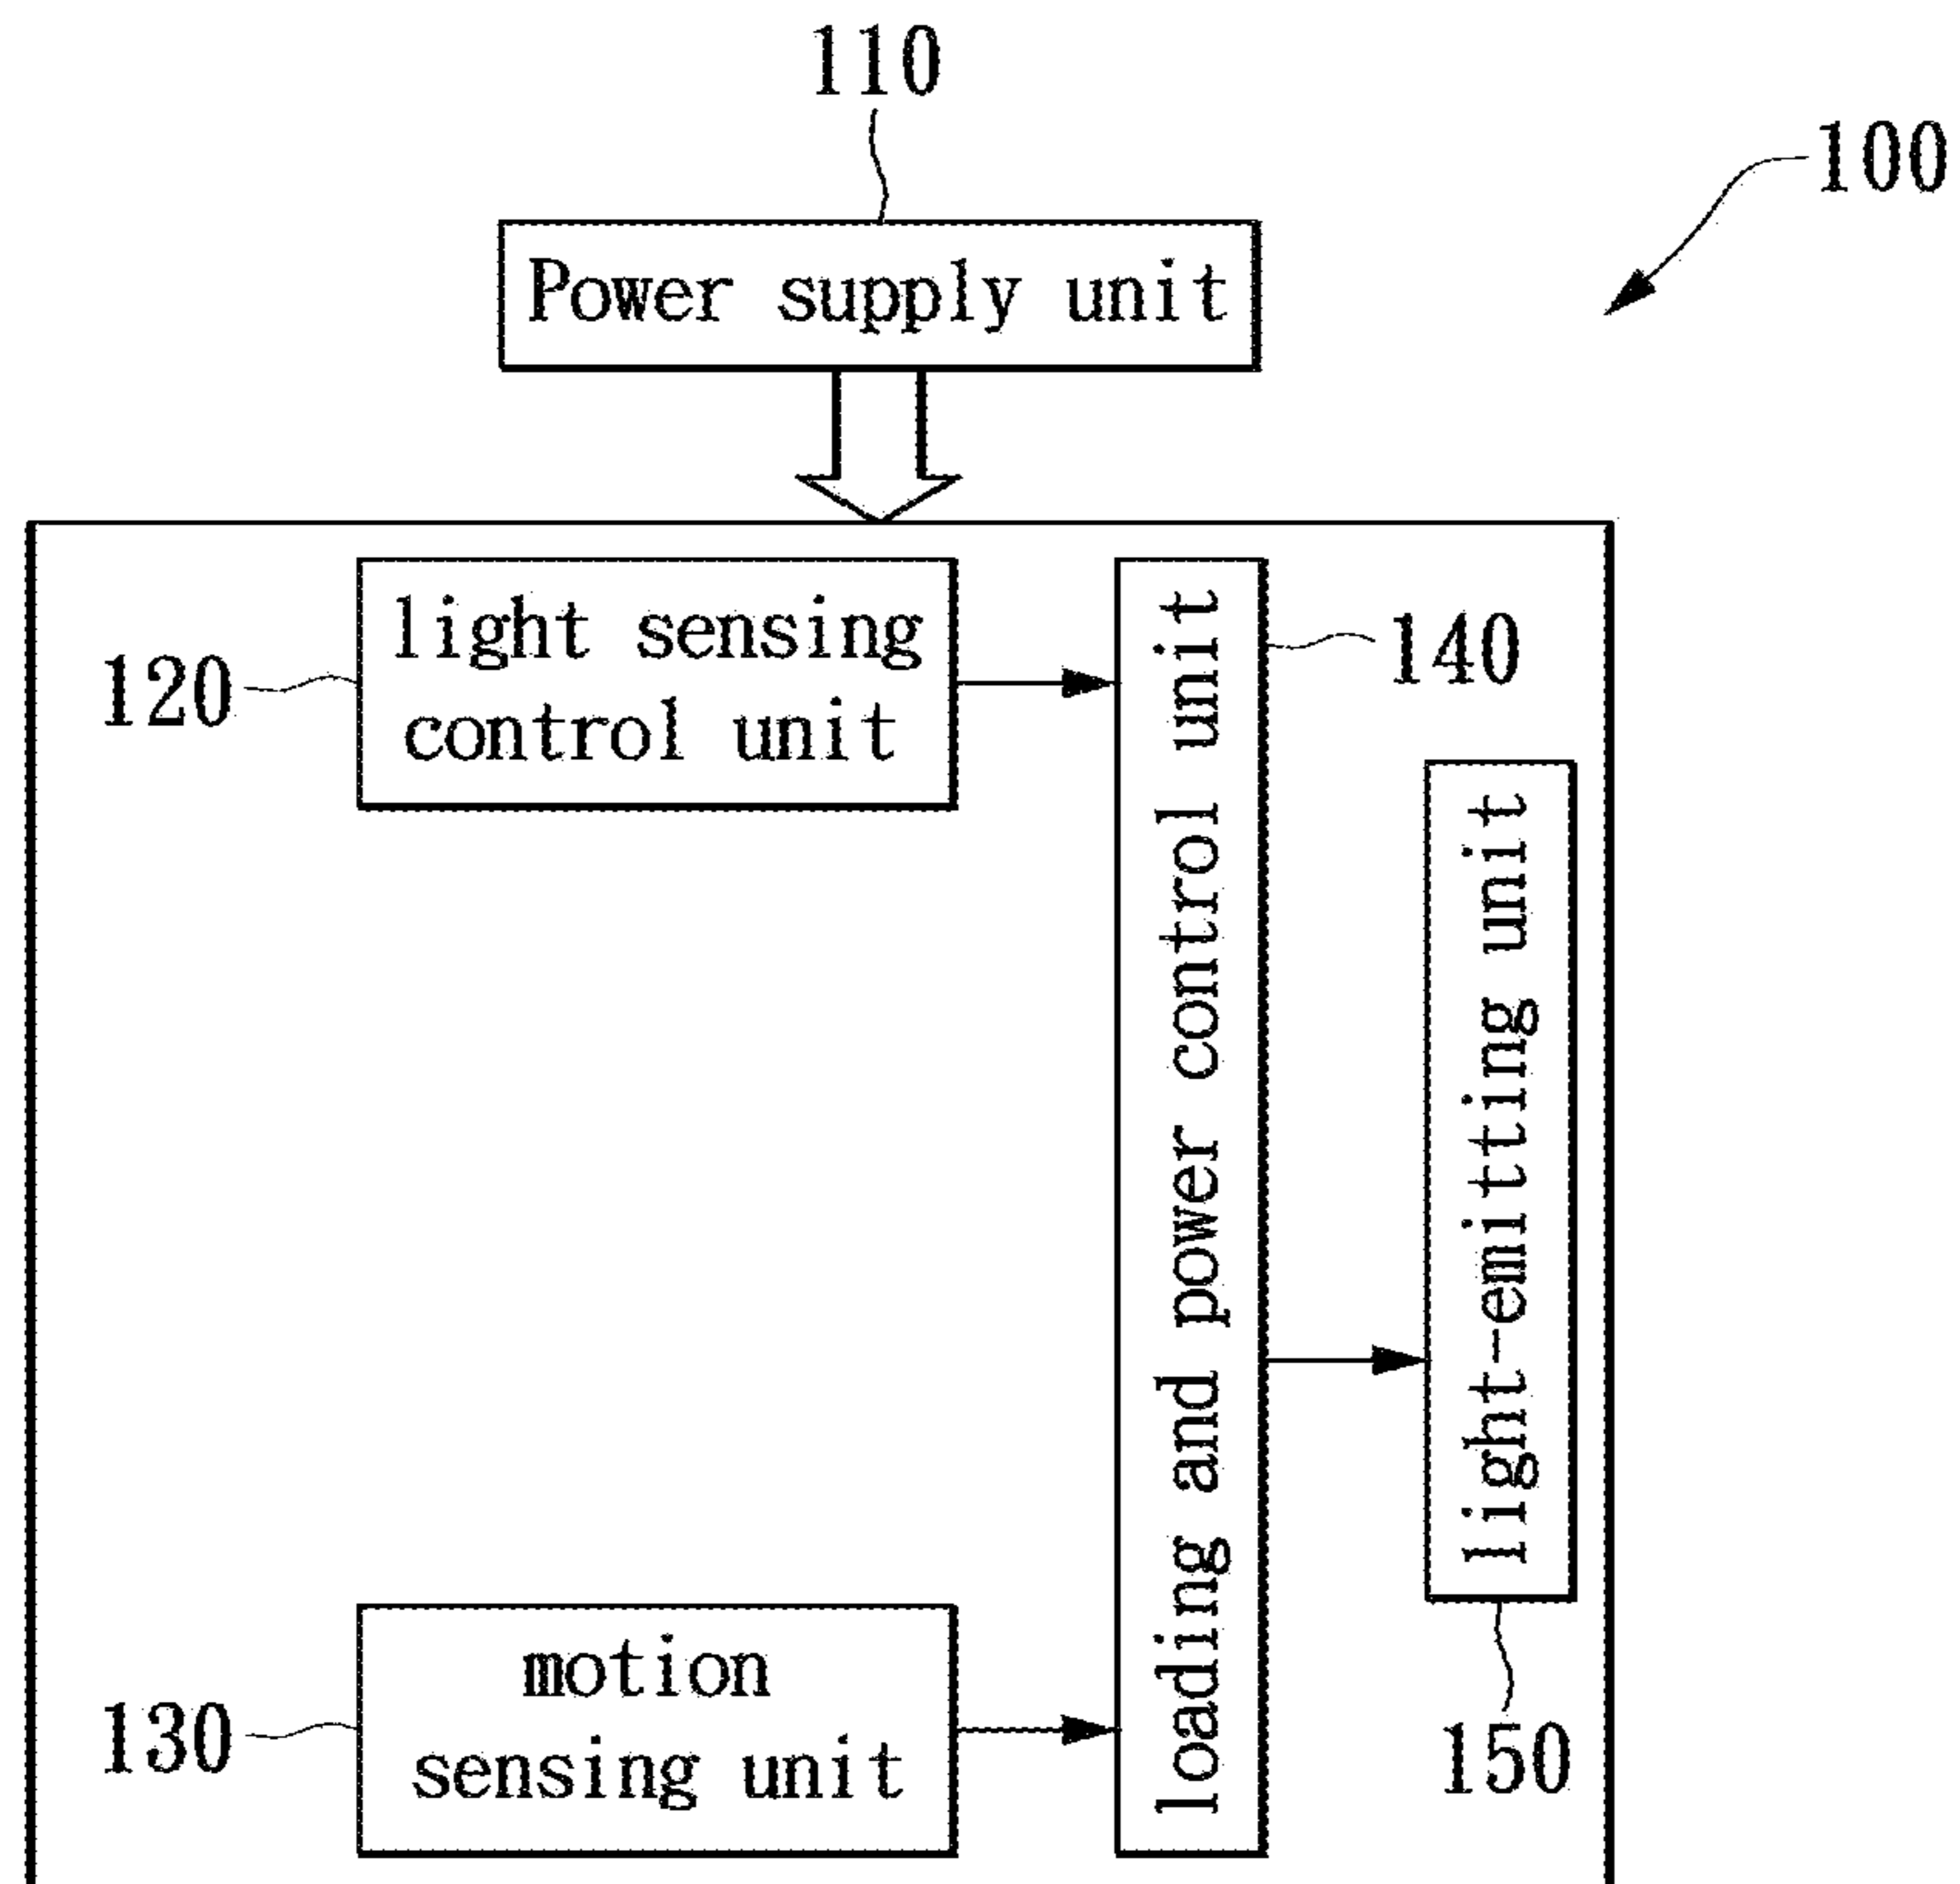 110
100
Power supply unit
light sensing
control unit
120
140
loading and power control unit
light-emitting unit
motion
sensing unit
130
150